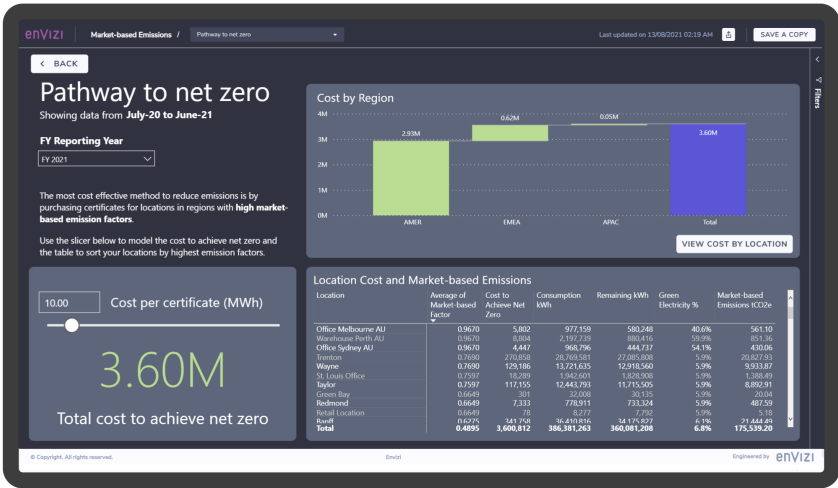 enVIZI
Market-based Emissions /
Pathway to net zero
Last updated on 13/08/2021 02:19 AM
SAVE A COPY
< BACK
Filters
Pathway to net zero
Showing data from July-20 to June-21
FY Reporting Year
FY 2021
The most cost effective method to reduce emissions is by
purchasing certificates for locations in regions with high market-
based emission factors.
Use the slicer below to model the cost to achieve net zero and
the table to sort your locations by highest emission factors.
10.00 Cost per certificate (MWh)
3.60M
Total cost to achieve net zero
Cost by Region
4M
3M
2M
1M
0M
2.93M
0.62M
0.05M
3.60M
AMER EMEA APAC Total
VIEW COST BY LOCATION
Location Cost and Market-based Emissions
Location Average of Cost to Consumption Remaining kWh Green Market-based
Market-based Achieve Net kWh Electricity % Emissions tCO2e
Factor Zero
Office Melbourne AU 0.9670 5,802 977,159 580,248 40.6% 561.10
Warehouse Perth AU 0.9670 8,804 2,197,739 880,416 59.9% 851.36
Office Sydney AU 0.9670 4,447 968,796 444,737 54.1% 430.06
Trenton 0.7690 270,858 28,769,581 27,085,808 5.9% 20,827.93
Wayne 0.7690 129,186 13,721,635 12,918,560 5.9% 9,933.87
St. Louis Office 0.7597 18,289 1,942,601 1,828,908 5.9% 1,388.49
Taylor 0.7597 117,155 12,443,793 11,715,505 5.9% 8,892.91
Green Bay 0.6649 301 32,008 30,135 5.9% 20.04
Redmond 0.6649 7,333 778,911 733,324 5.9% 487.59
Retail Location 0.6649 78 8,277 7,792 5.9% 5.18
Banff 0.6275 341,758 36,410,816 34,175,827 6.1% 21,444.49
Total 0.4895 3,600,812 386,381,263 360,081,208 6.8% 175,539.20
© Copyright. All rights reserved.
Envizi
Engineered by enVIZI